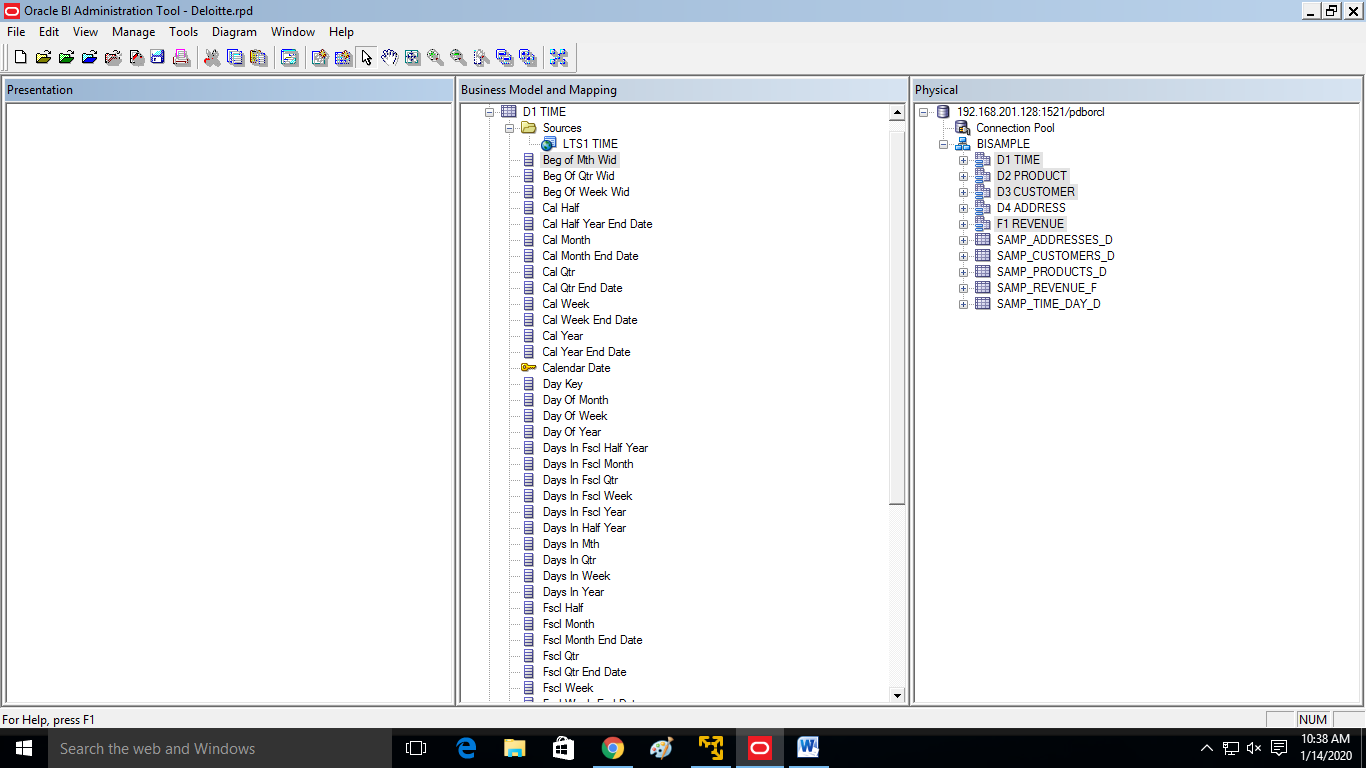 Oracle BI Administration Tool - Deloitte.rpd
File Edit View Manage Tools Diagram Window Help
Presentation
Business Model and Mapping
D1 TIME
Sources
LTS1 TIME
Beg of Mth Wid
Beg Of Qtr Wid
Beg Of Week Wid
Cal Half
Cal Half Year End Date
Cal Month
Cal Month End Date
Cal Qtr
Cal Qtr End Date
Cal Week
Cal Week End Date
Cal Year
Cal Year End Date
Calendar Date
Day Key
Day Of Month
Day Of Week
Day Of Year
Days In Fscl Half Year
Days In Fscl Month
Days In Fscl Qtr
Days In Fscl Week
Days In Fscl Year
Days In Half Year
Days In Mth
Days In Qtr
Days In Week
Days In Year
Fscl Half
Fscl Month
Fscl Month End Date
Fscl Qtr
Fscl Qtr End Date
Fscl Week
Fscl Week End Date
Physical
192.168.201.128:1521/pdborcl
Connection Pool
BISAMPLE
D1 TIME
D2 PRODUCT
D3 CUSTOMER
D4 ADDRESS
F1 REVENUE
SAMP_ADDRESSES_D
SAMP_CUSTOMERS_D
SAMP_PRODUCTS_D
SAMP_REVENUE_F
SAMP_TIME_DAY_D
For Help, press F1
NUM
Search the web and Windows
10:38 AM
1/14/2020